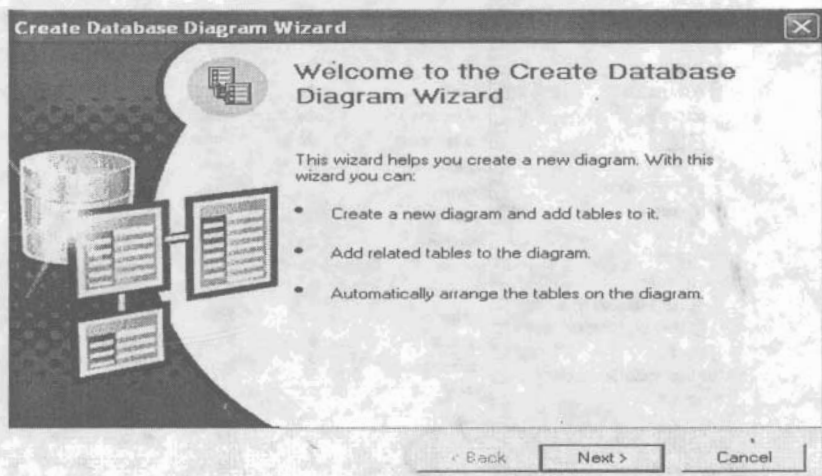 Create Database Diagram Wizard
Welcome to the Create Database
Diagram Wizard
This wizard helps you create a new diagram. With this
wizard you can:
• Create a new diagram and add tables to it.
• Add related tables to the diagram.
• Automatically arrange the tables on the diagram.
< Back Next > Cancel